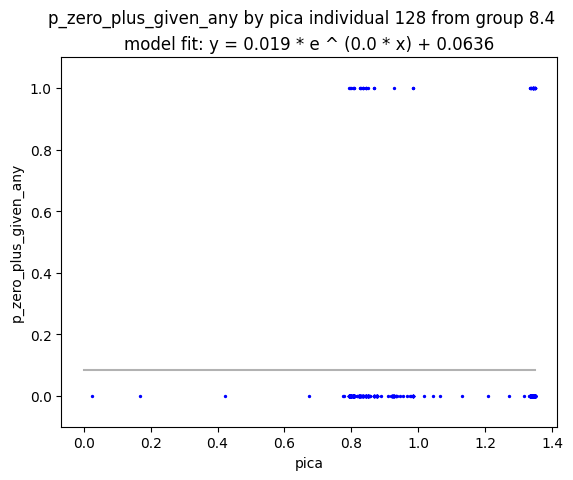 p_zero_plus_given_any by pica individual 128 from group 8.4
model fit: y = 0.019 * e ^ (0.0 * x) + 0.0636
1.0
0.8
0.6
0.4
0.2
0.0
p_zero_plus_given_any
0.0 0.2 0.4 0.6 0.8 1.0 1.2 1.4
pica